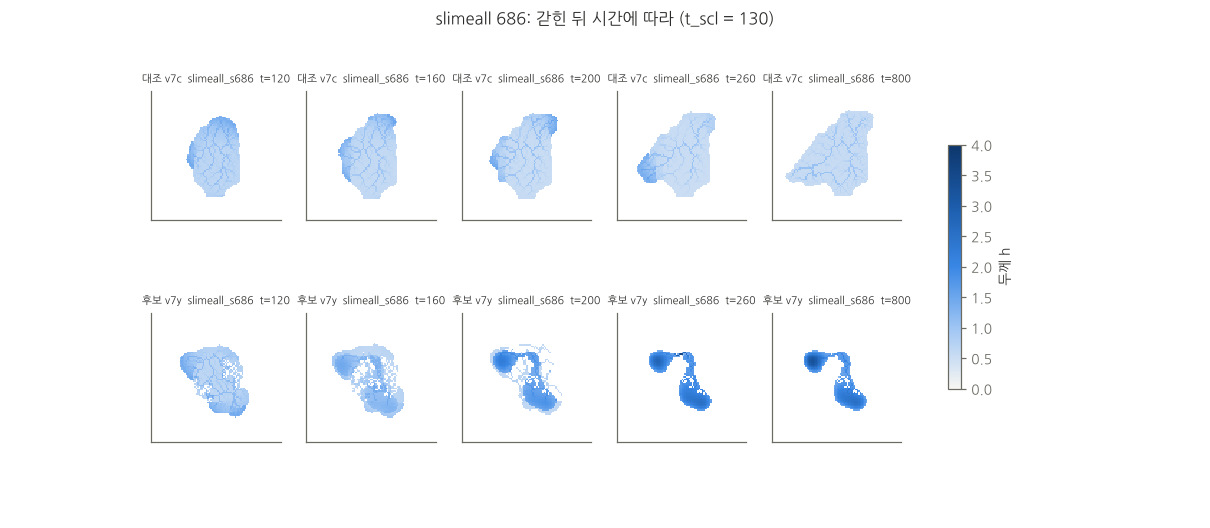 slimeall 686: 갇힌 뒤 시간에 따라 (t_scl = 130)
대조 v7c slimeall_s686 t=120
대조 v7c slimeall_s686 t=160
대조 v7c slimeall_s686 t=200
대조 v7c slimeall_s686 t=260
대조 v7c slimeall_s686 t=800
후보 v7y slimeall_s686 t=120
후보 v7y slimeall_s686 t=160
후보 v7y slimeall_s686 t=200
후보 v7y slimeall_s686 t=260
후보 v7y slimeall_s686 t=800
4.0
3.5
3.0
2.5
2.0
1.5
1.0
0.5
0.0
두께 h